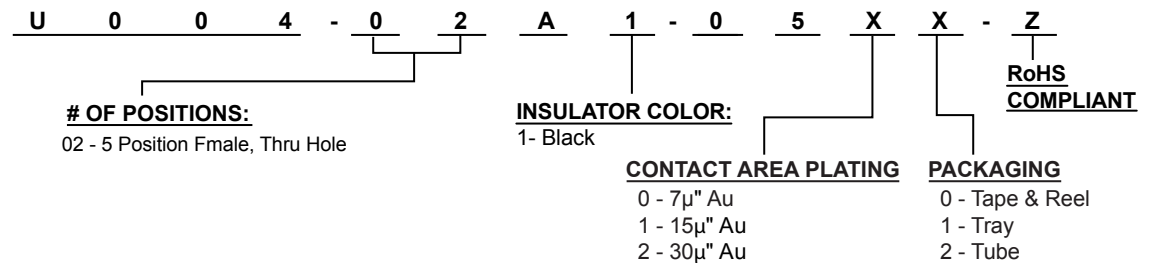 U 0 0 4 - 0 2 A 1 - 0 5 X X - Z
RoHS
COMPLIANT
# OF POSITIONS:
02 - 5 Position Fmale, Thru Hole
INSULATOR COLOR:
1- Black
CONTACT AREA PLATING
0 - 7µ" Au
1 - 15µ" Au
2 - 30µ" Au
PACKAGING
0 - Tape & Reel
1 - Tray
2 - Tube